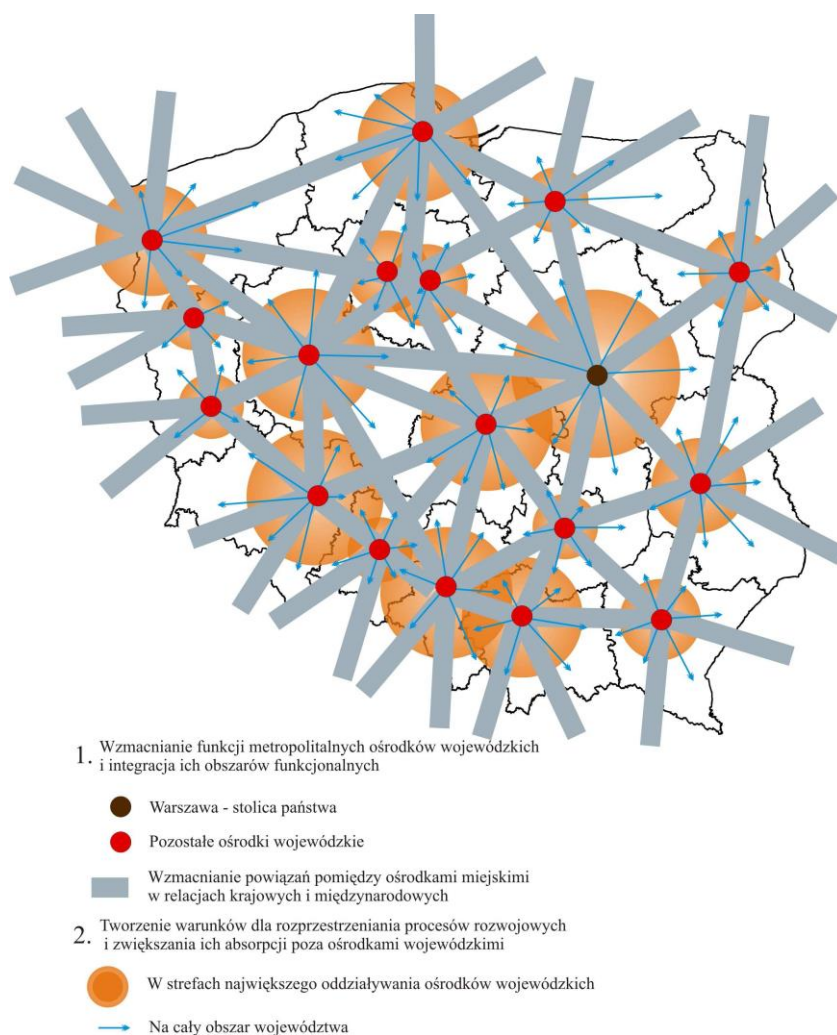 1. Wzmacnianie funkcji metropolitalnych ośrodków wojewódzkich
i integracja ich obszarów funkcjonalnych
Warszawa - stolica państwa
Pozostałe ośrodki wojewódzkie
Wzmacnianie powiązań pomiędzy ośrodkami miejskimi
w relacjach krajowych i międzynarodowych
2. Tworzenie warunków dla rozprzestrzeniania procesów rozwojowych
i zwiększania ich absorpcji poza ośrodkami wojewódzkimi
W strefach największego oddziaływania ośrodków wojewódzkich
Na cały obszar województwa